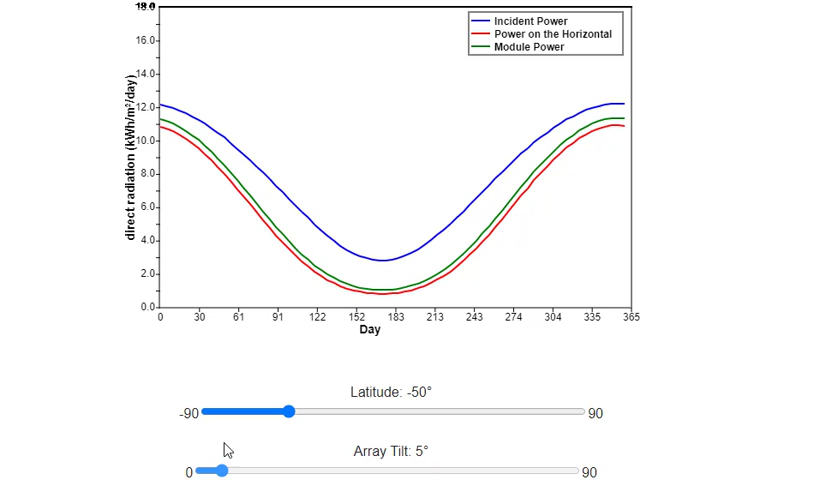 18.0
Incident Power
Power on the Horizontal
Module Power
16.0
14.0
12.0
10.0
8.0
6.0
4.0
2.0
0.0
direct radiation (kWh/m²/day)
0 30 61 91 122 152 183 213 243 274 304 335 365
Day
Latitude: -50°
-90 90
Array Tilt: 5°
0 90